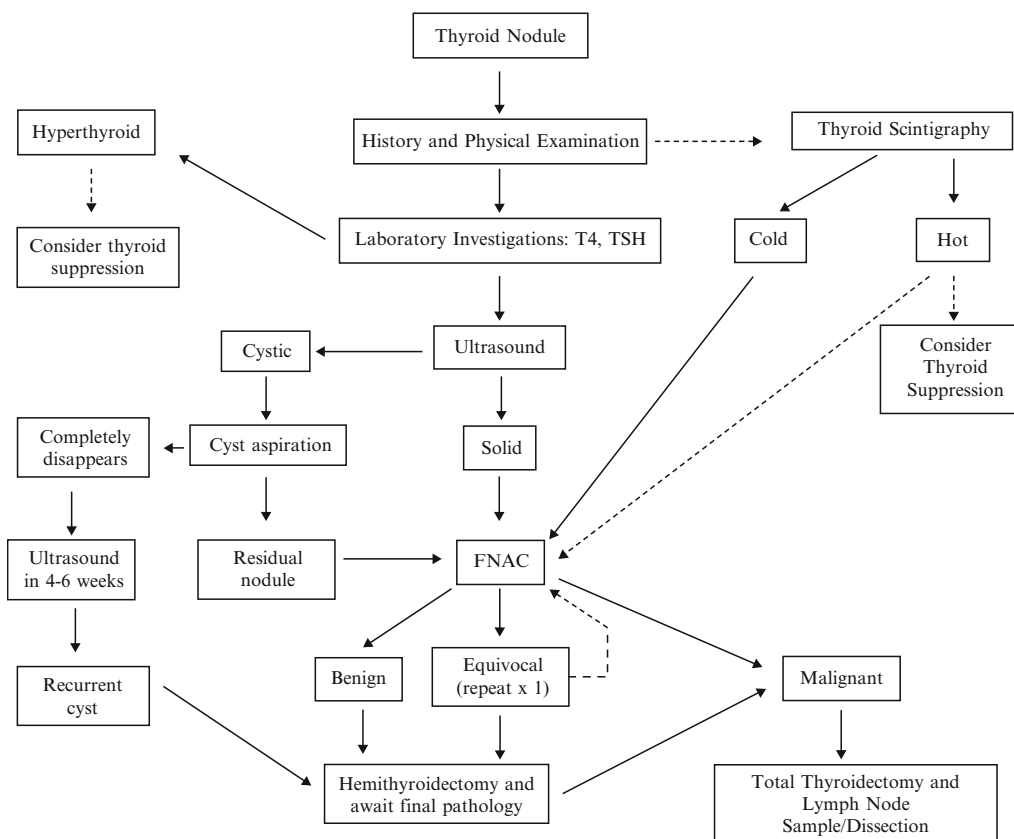 Thyroid Nodule
Hyperthyroid
History and Physical Examination
Thyroid Scintigraphy
Consider thyroid
suppression
Laboratory Investigations: T4, TSH
Cold
Hot
Cystic
Ultrasound
Consider
Thyroid
Suppression
Completely
disappears
Cyst aspiration
Solid
Ultrasound
in 4-6 weeks
Residual
nodule
FNAC
Recurrent
cyst
Benign
Equivocal
(repeat x 1)
Malignant
Hemithyroidectomy and
await final pathology
Total Thyroidectomy and
Lymph Node
Sample/Dissection